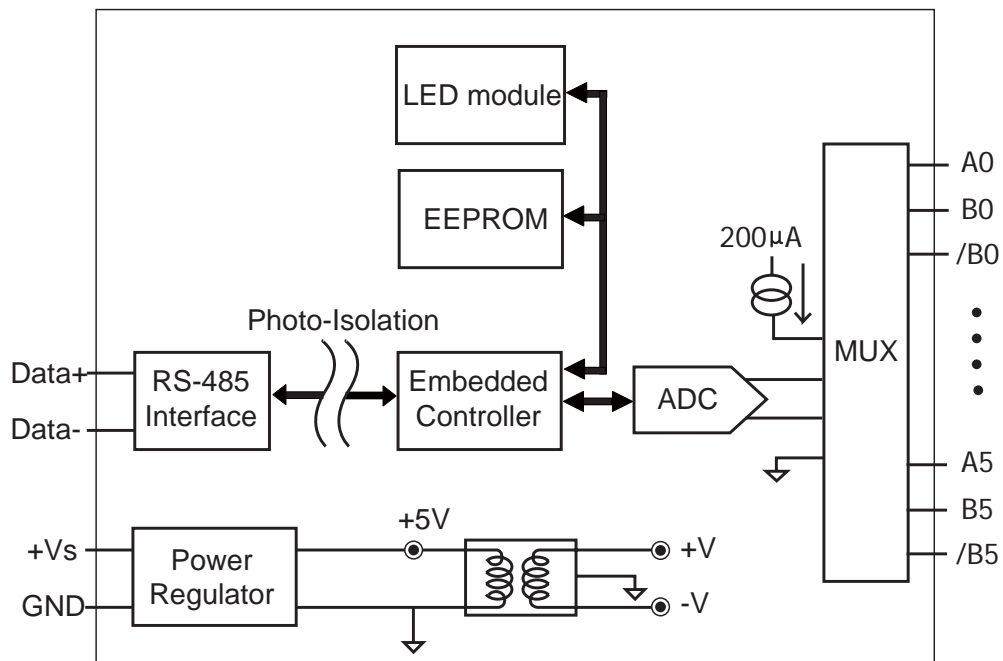 LED module
EEPROM
200µA
A0
B0
/B0
MUX
Photo-Isolation
Data+
Data-
RS-485
Interface
Embedded
Controller
ADC
A5
B5
/B5
+Vs
GND
Power
Regulator
+5V
+V
-V